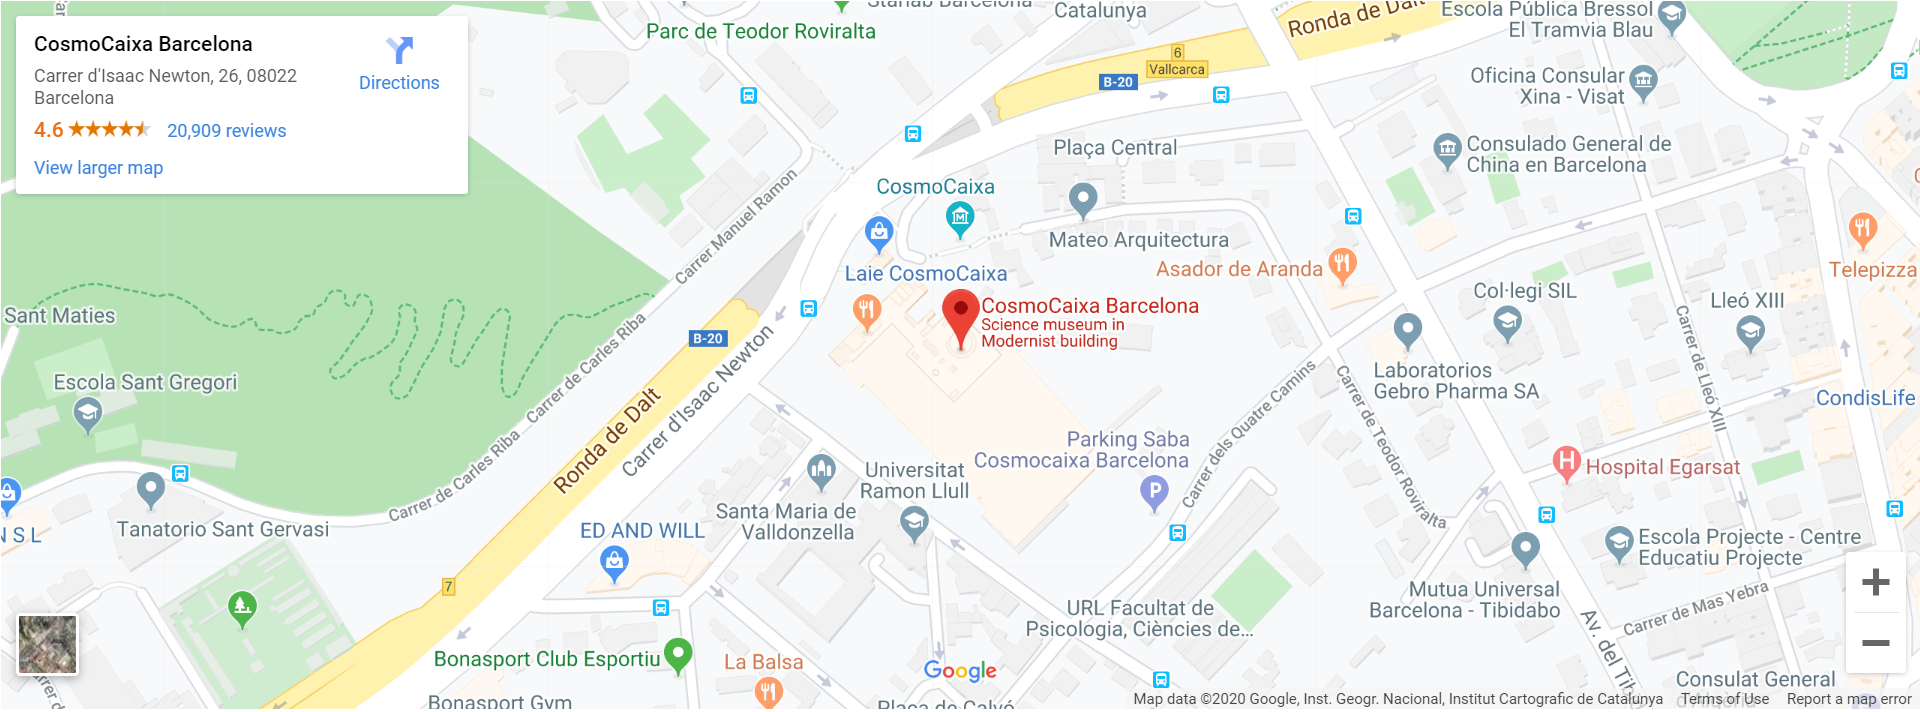 CosmoCaixa Barcelona
Carrer d'Isaac Newton, 26, 08022
Barcelona
4.6
20,909 reviews
View larger map
Directions
Parc de Teodor Roviralta
Barcelona
Catalunya
Ronda de Dalt
Escola Pública Bressol
El Tramvia Blau
6
Vallcarca
B-20
Oficina Consular
Xina - Visat
Consulado General de
China en Barcelona
Plaça Central
CosmoCaixa
Carrer Manuel Ramon
Mateo Arquitectura
Laie CosmoCaixa
Asador de Aranda
Telepizza
CosmoCaixa Barcelona
Science museum in
Modernist building
Col·legi SIL
Lleó XIII
Sant Maties
B-20
Carrer de Carles Riba
Carrer d'Isaac Newton
Escola Sant Gregori
Laboratorios
Gebro Pharma SA
Carrer de Lleó XIII
CondisLife
Ronda de Dalt
Carrer de Carles Riba
Parking Saba
Cosmocaixa Barcelona
P
Carrer dels Quatre Camins
Carrer de Teodor Roviralta
H
Hospital Egarsat
Universitat
Ramon Llull
Santa Maria de
Valldonzella
Tanatorio Sant Gervasi
N S L
ED AND WILL
Escola Projecte - Centre
Educatiu Projecte
7
Mutua Universal
Barcelona - Tibidabo
URL Facultat de
Psicologia, Ciències de...
Carrer de Mas Yebra
Av. del Tib
Bonasport Club Esportiu
La Balsa
Google
Consulat General
Bonasport Gym
Plaça de Calvó
Map data ©2020 Google, Inst. Geogr. Nacional, Institut Cartografic de Catalunya
Terms of Use
Report a map error